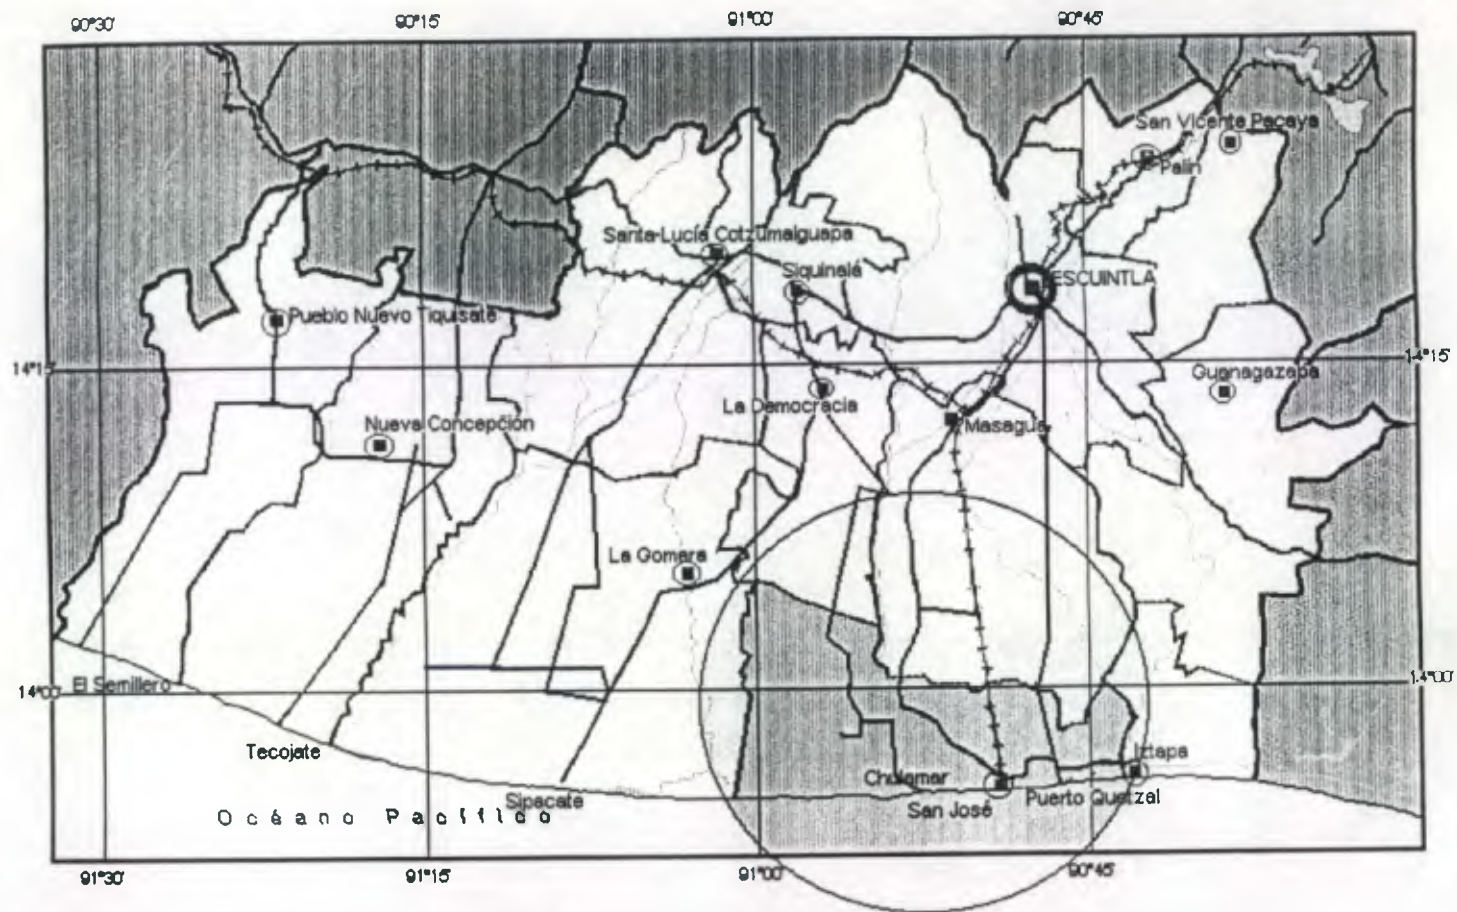 90°30' 90°15' 91°00' 90°45'
San Vicente Pacaya
Palín
Santa Lucía Cotzumalguapa
Siquinalá
ESCUINTLA
Pueblo Nuevo Tiquisate
14°15' 14°15'
Guanagazapa
La Democracia
Nueva Concepción
Masagua
La Gomera
14°00' 14°00'
El Semillero
Tecojate
Iztapa
Chulamar
Sipacate
San José
Puerto Quetzal
Océano Pacífico
91°30' 91°15' 91°00' 90°45'